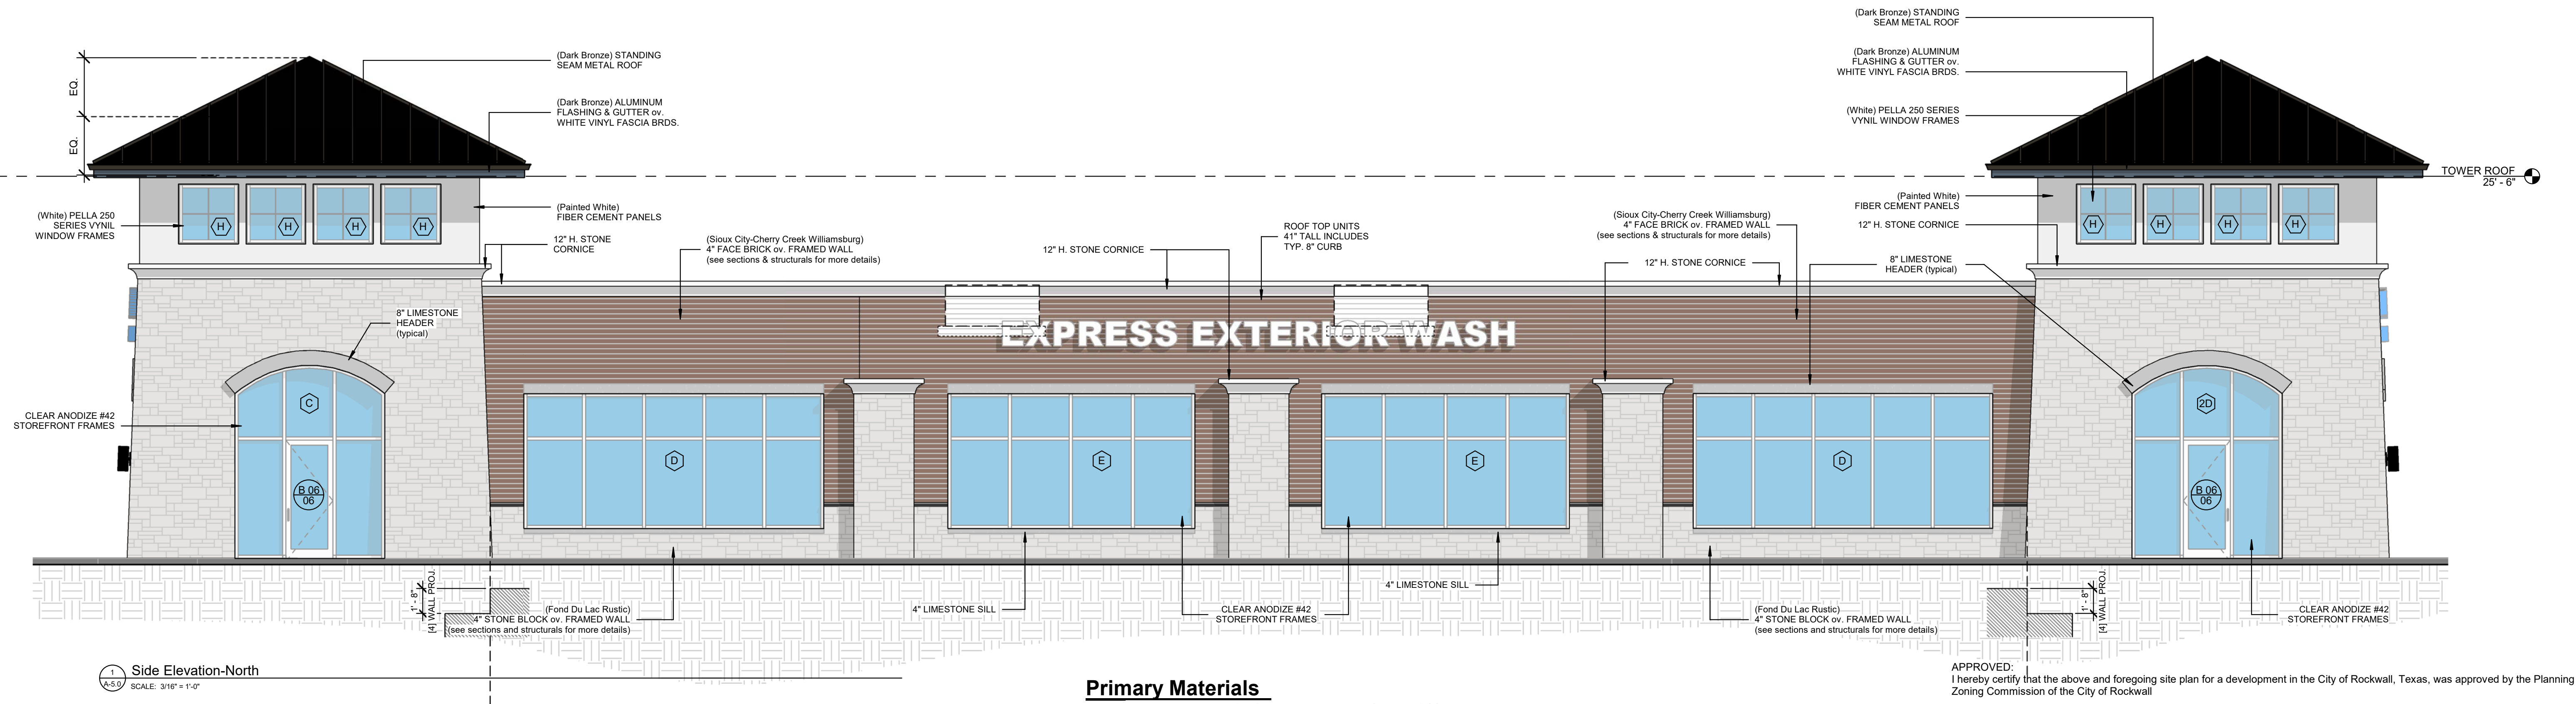 (Dark Bronze) STANDING
SEAM METAL ROOF
(Dark Bronze) ALUMINUM
FLASHING & GUTTER ov.
WHITE VINYL FASCIA BRDS.
EQ.
EQ.
(White) PELLA 250
SERIES VYNIL
WINDOW FRAMES
H
H
H
H
(Painted White)
FIBER CEMENT PANELS
12" H. STONE
CORNICE
(Sioux City-Cherry Creek Williamsburg)
4" FACE BRICK ov. FRAMED WALL
(see sections & structurals for more details)
12" H. STONE CORNICE
ROOF TOP UNITS
41" TALL INCLUDES
TYP. 8" CURB
(Sioux City-Cherry Creek Williamsburg)
4" FACE BRICK ov. FRAMED WALL
(see sections & structurals for more details)
12" H. STONE CORNICE
(Dark Bronze) STANDING
SEAM METAL ROOF
(Dark Bronze) ALUMINUM
FLASHING & GUTTER ov.
WHITE VINYL FASCIA BRDS.
(White) PELLA 250 SERIES
VYNIL WINDOW FRAMES
TOWER ROOF
25' - 6"
(Painted White)
FIBER CEMENT PANELS
12" H. STONE CORNICE
8" LIMESTONE
HEADER (typical)
H
H
H
H
8" LIMESTONE
HEADER
(typical)
EXPRESS EXTERIOR WASH
CLEAR ANODIZE #42
STOREFRONT FRAMES
C
B 06
06
D
E
E
D
2D
B 06
06
1' - 8"
[4] WALL PROJ.
(Fond Du Lac Rustic)
4" STONE BLOCK ov. FRAMED WALL
(see sections and structurals for more details)
4" LIMESTONE SILL
CLEAR ANODIZE #42
STOREFRONT FRAMES
4" LIMESTONE SILL
(Fond Du Lac Rustic)
4" STONE BLOCK ov. FRAMED WALL
(see sections and structurals for more details)
1' - 8"
[4] WALL PROJ.
CLEAR ANODIZE #42
STOREFRONT FRAMES
1
A-5.0
Side Elevation-North
SCALE: 3/16" = 1'-0"
Primary Materials
APPROVED:
I hereby certify that the above and foregoing site plan for a development in the City of Rockwall, Texas, was approved by the Planning
Zoning Commission of the City of Rockwall